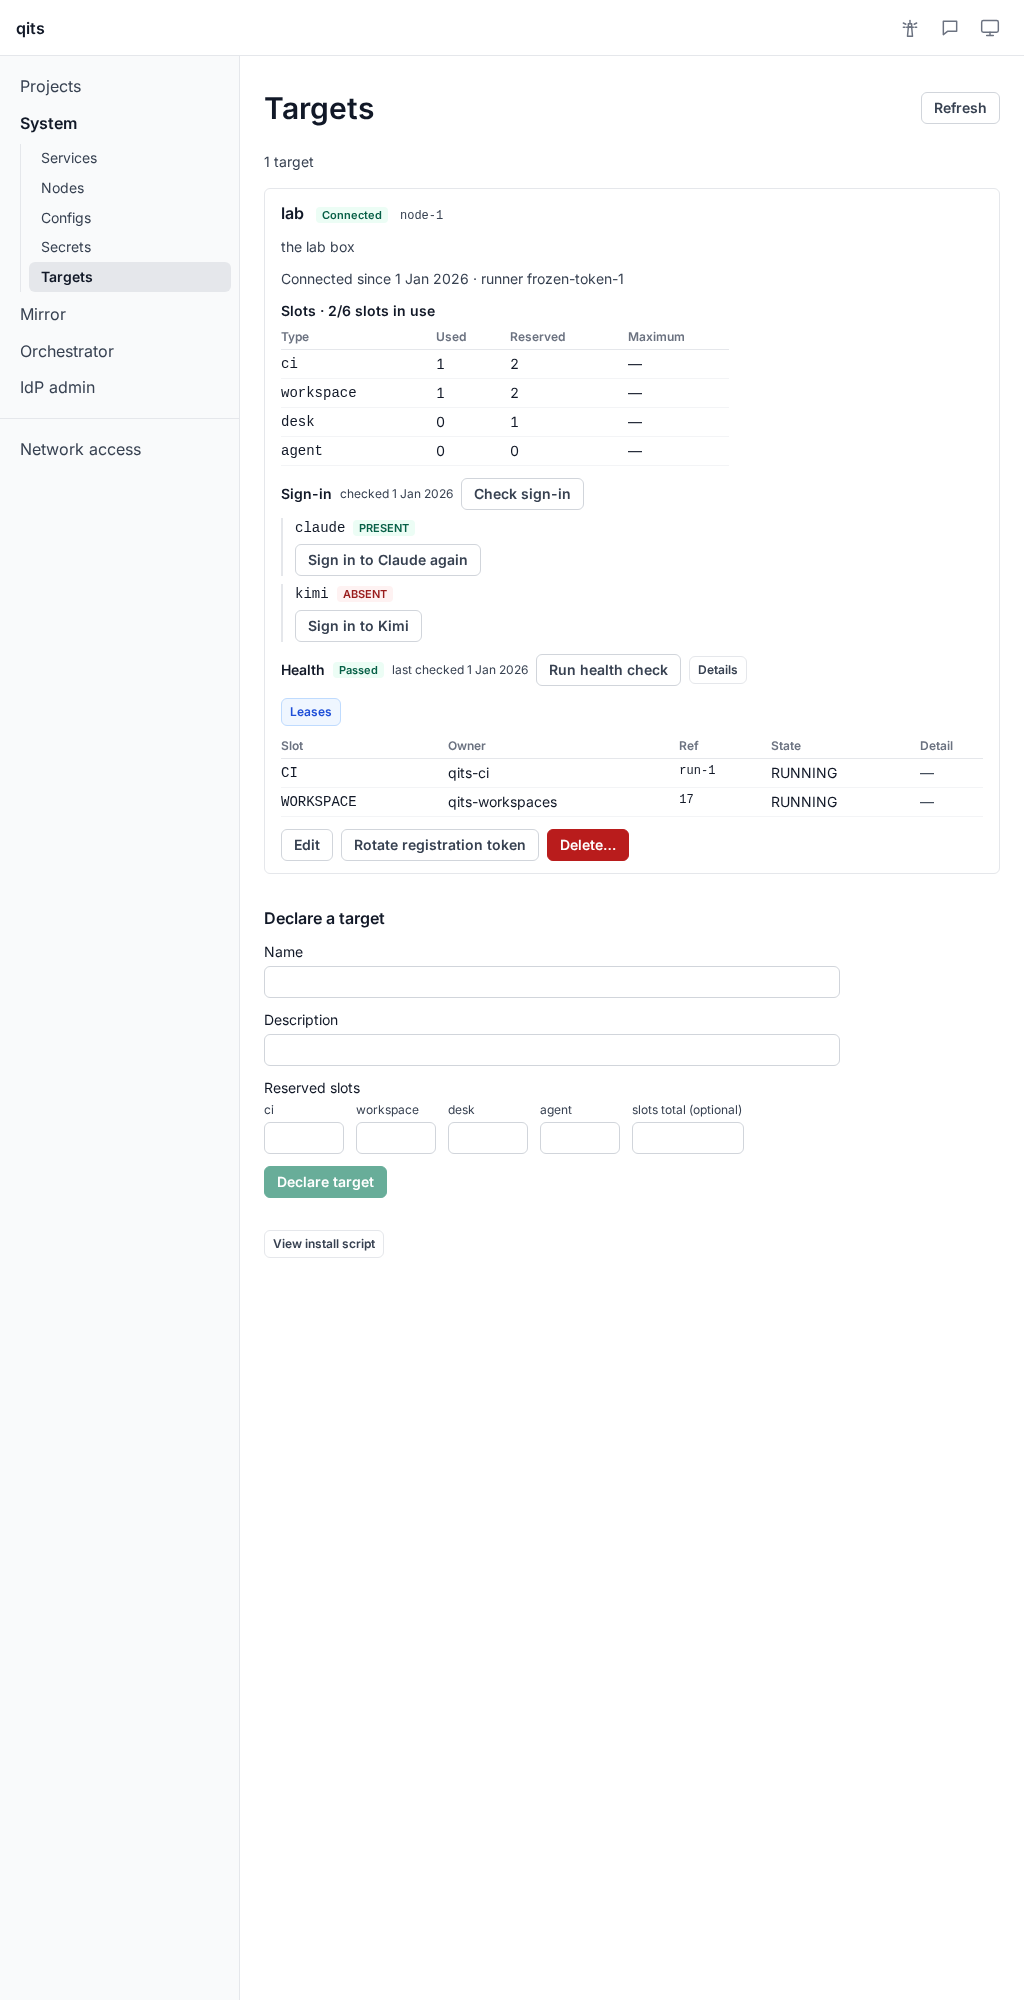 qits
Projects
System
Services
Nodes
Configs
Secrets
Targets
Mirror
Orchestrator
IdP admin
Network access
Targets
Refresh
1 target
lab Connected node-1
the lab box
Connected since 1 Jan 2026 · runner frozen-token-1
Slots · 2/6 slots in use
Type Used Reserved Maximum
ci 1 2 —
workspace 1 2 —
desk 0 1 —
agent 0 0 —
Sign-in checked 1 Jan 2026 Check sign-in
claude PRESENT
Sign in to Claude again
kimi ABSENT
Sign in to Kimi
Health Passed last checked 1 Jan 2026 Run health check Details
Leases
Slot Owner Ref State Detail
CI qits-ci run-1 RUNNING —
WORKSPACE qits-workspaces 17 RUNNING —
Edit Rotate registration token Delete…
Declare a target
Name
Description
Reserved slots
ci workspace desk agent slots total (optional)
Declare target
View install script